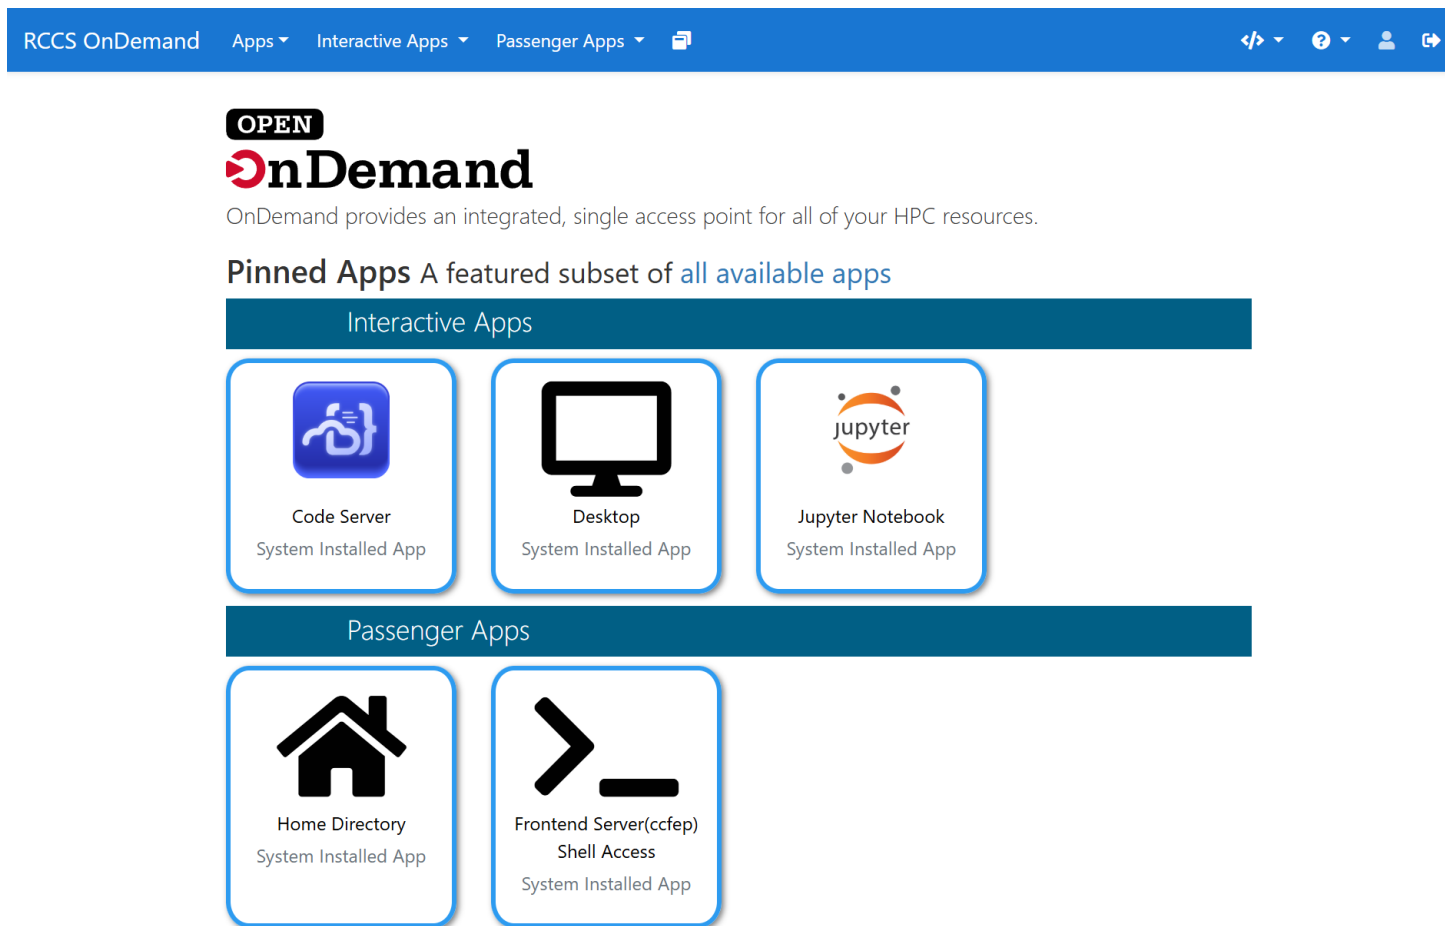 RCCS OnDemand Apps Interactive Apps Passenger Apps
OPEN
OnDemand
OnDemand provides an integrated, single access point for all of your HPC resources.
Pinned Apps A featured subset of all available apps
Interactive Apps
jupyter
Code Server
System Installed App
Desktop
System Installed App
Jupyter Notebook
System Installed App
Passenger Apps
Home Directory
System Installed App
Frontend Server(ccfep)
Shell Access
System Installed App